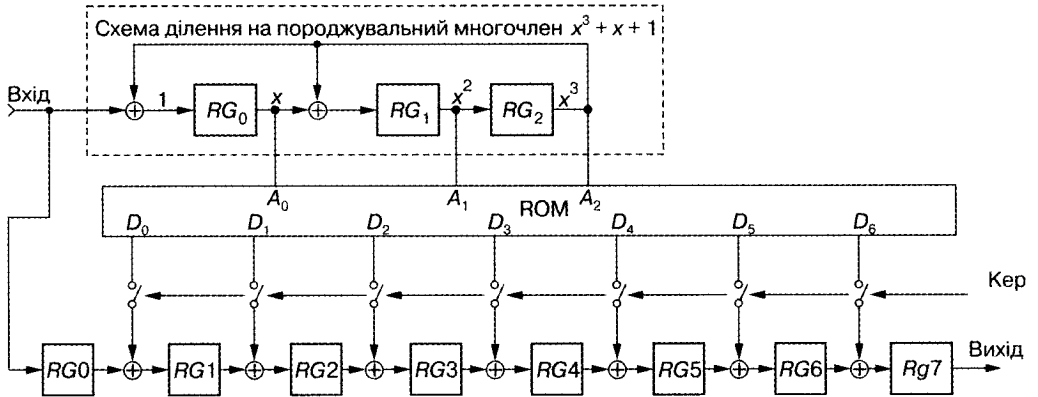 Схема ділення на породжувальний многочлен x³ + x + 1
Вхід
1 RG₀ x RG₁ x² RG₂ x³
A₀ A₁ A₂
ROM
D₀ D₁ D₂ D₃ D₄ D₅ D₆
Кер
Вихід
RG0 RG1 RG2 RG3 RG4 RG5 RG6 Rg7